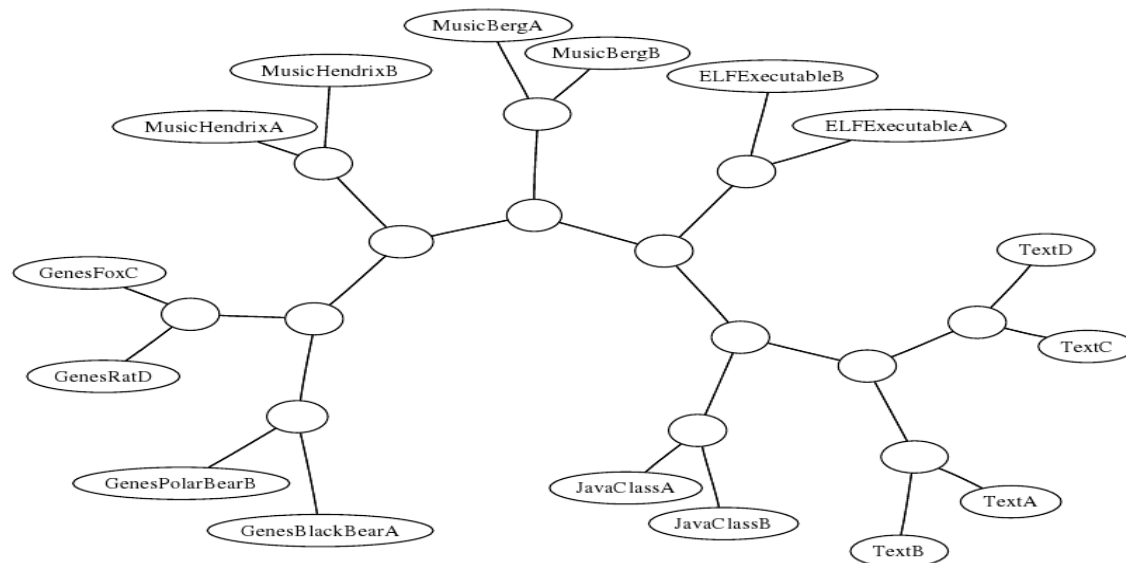 MusicBergA
MusicBergB
MusicHendrixB
ELFExecutableB
MusicHendrixA
ELFExecutableA
TextD
GenesFoxC
TextC
GenesRatD
GenesPolarBearB
JavaClassA
TextA
JavaClassB
GenesBlackBearA
TextB